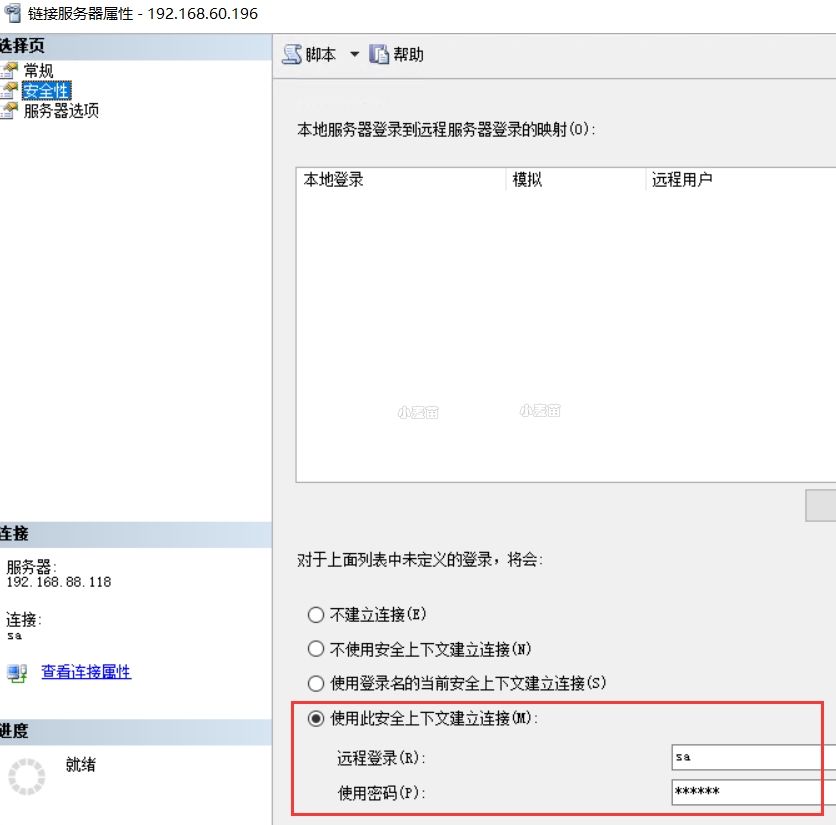 链接服务器属性 - 192.168.60.196
选择页
常规
安全性
服务器选项
脚本
帮助
本地服务器登录到远程服务器登录的映射(O):
本地登录 模拟 远程用户
小麦苗 小麦苗
连接
服务器:
192.168.88.118
连接:
sa
查看连接属性
进度
就绪
对于上面列表中未定义的登录，将会:
不建立连接(E)
不使用安全上下文建立连接(N)
使用登录名的当前安全上下文建立连接(S)
使用此安全上下文建立连接(M):
远程登录(R): sa
使用密码(P): ******